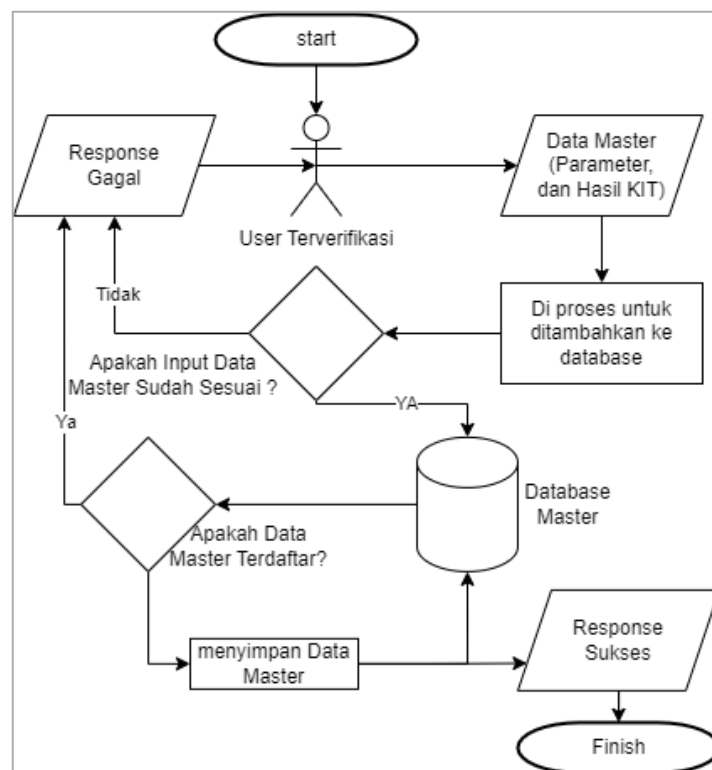 start
Response
Gagal
Data Master
(Parameter,
dan Hasil KIT)
User Terverifikasi
Tidak
Di proses untuk
ditambahkan ke
database
Apakah Input Data
Master Sudah Sesuai ?
YA
Ya
Database
Master
Apakah Data
Master Terdaftar?
menyimpan Data
Master
Response
Sukses
Finish